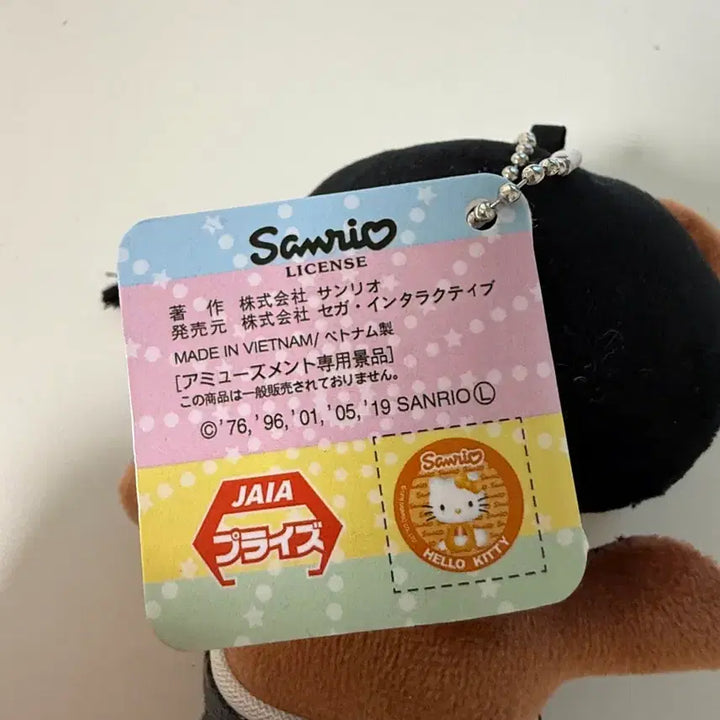 Sanrio
LICENSE
著 作 株式会社 サンリオ
発売元 株式会社 セガ・インタラクティブ
MADE IN VIETNAM/ ベトナム製
[アミューズメント専用景品]
この商品は一般販売されておりません。
©'76,'96,'01,'05,'19 SANRIO Ⓛ
JAIA
プライズ
Sanrio
HELLO KITTY